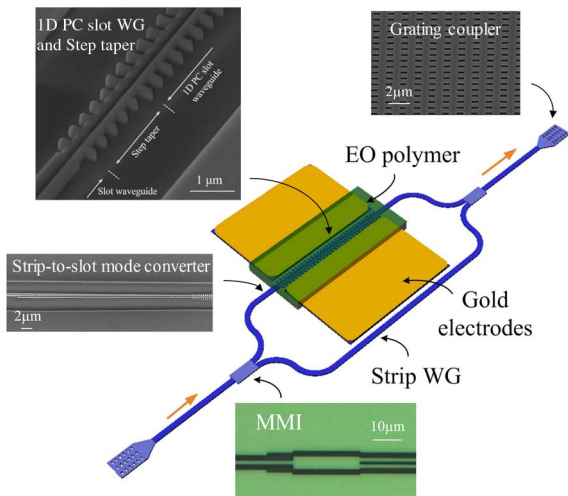 1D PC slot WG
and Step taper
1D PC slot
waveguide
Step taper
Slot waveguide
1 μm
Grating coupler
2μm
EO polymer
Strip-to-slot mode converter
2μm
Gold
electrodes
Strip WG
MMI
10μm